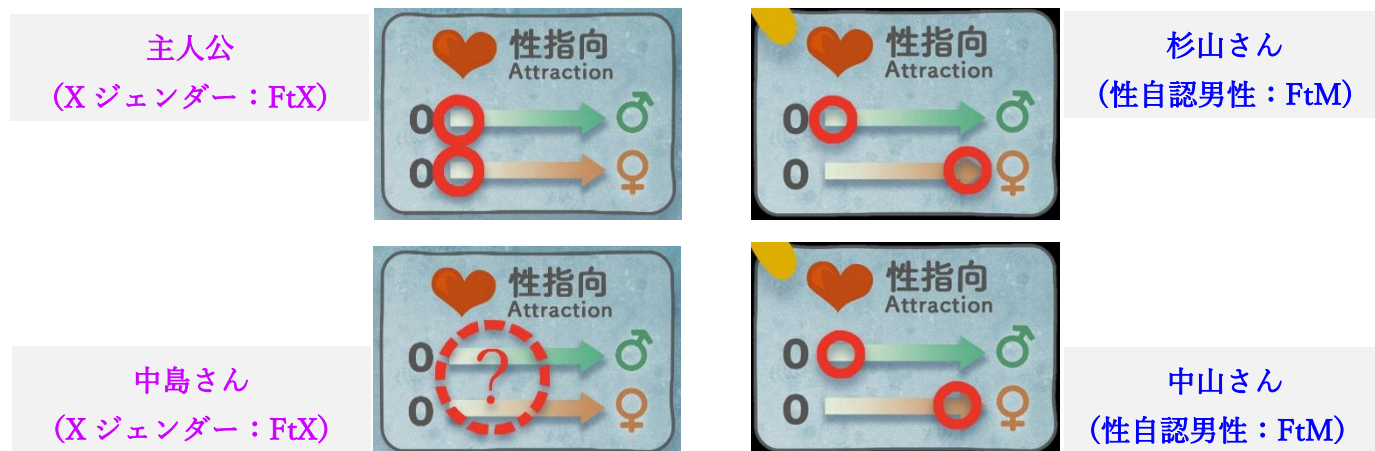 主人公
（X ジェンダー：FtX）
性指向
Attraction
0 ♂
0 ♀
性指向
Attraction
0 ♂
0 ♀
杉山さん
（性自認男性：FtM）
中島さん
（X ジェンダー：FtX）
性指向
Attraction
0 ♂
?
0 ♀
性指向
Attraction
0 ♂
0 ♀
中山さん
（性自認男性：FtM）